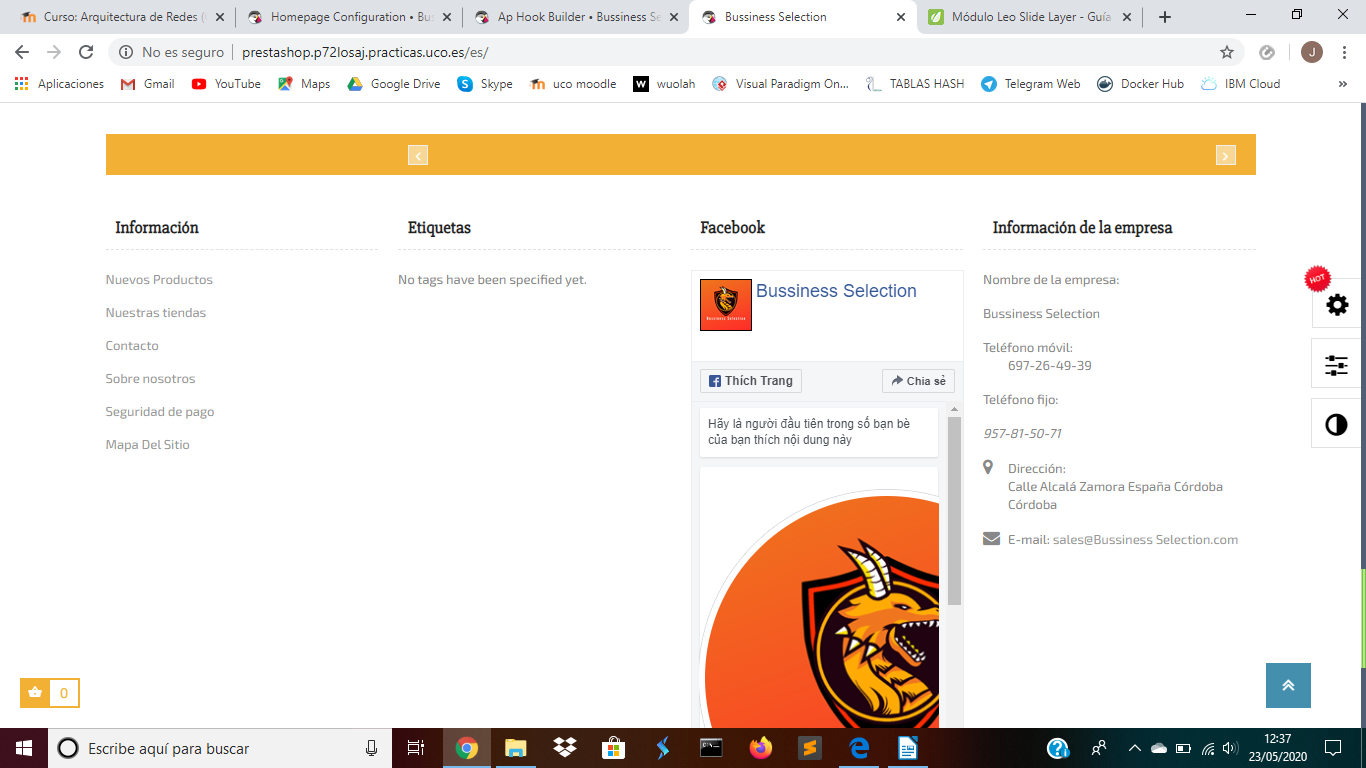 Curso: Arquitectura de Redes (
Homepage Configuration • Bus
Ap Hook Builder • Bussiness Se
Bussiness Selection
Módulo Leo Slide Layer - Guía
No es seguro
prestashop.p72losaj.practicas.uco.es/es/
J
Aplicaciones
Gmail
YouTube
Maps
Google Drive
Skype
uco moodle
wuolah
Visual Paradigm On...
TABLAS HASH
Telegram Web
Docker Hub
IBM Cloud
»
Información
Nuevos Productos
Nuestras tiendas
Contacto
Sobre nosotros
Seguridad de pago
Mapa Del Sitio
Etiquetas
No tags have been specified yet.
Facebook
Bussiness Selection
Bussiness Selection
Thích Trang
Chia sẻ
Hãy là người đầu tiên trong số bạn bè
của bạn thích nội dung này
Información de la empresa
Nombre de la empresa:
Bussiness Selection
Teléfono móvil:
697-26-49-39
Teléfono fijo:
957-81-50-71
Dirección:
Calle Alcalá Zamora España Córdoba
Córdoba
E-mail: sales@Bussiness Selection.com
HOT
0
Escribe aquí para buscar
12:37
23/05/2020